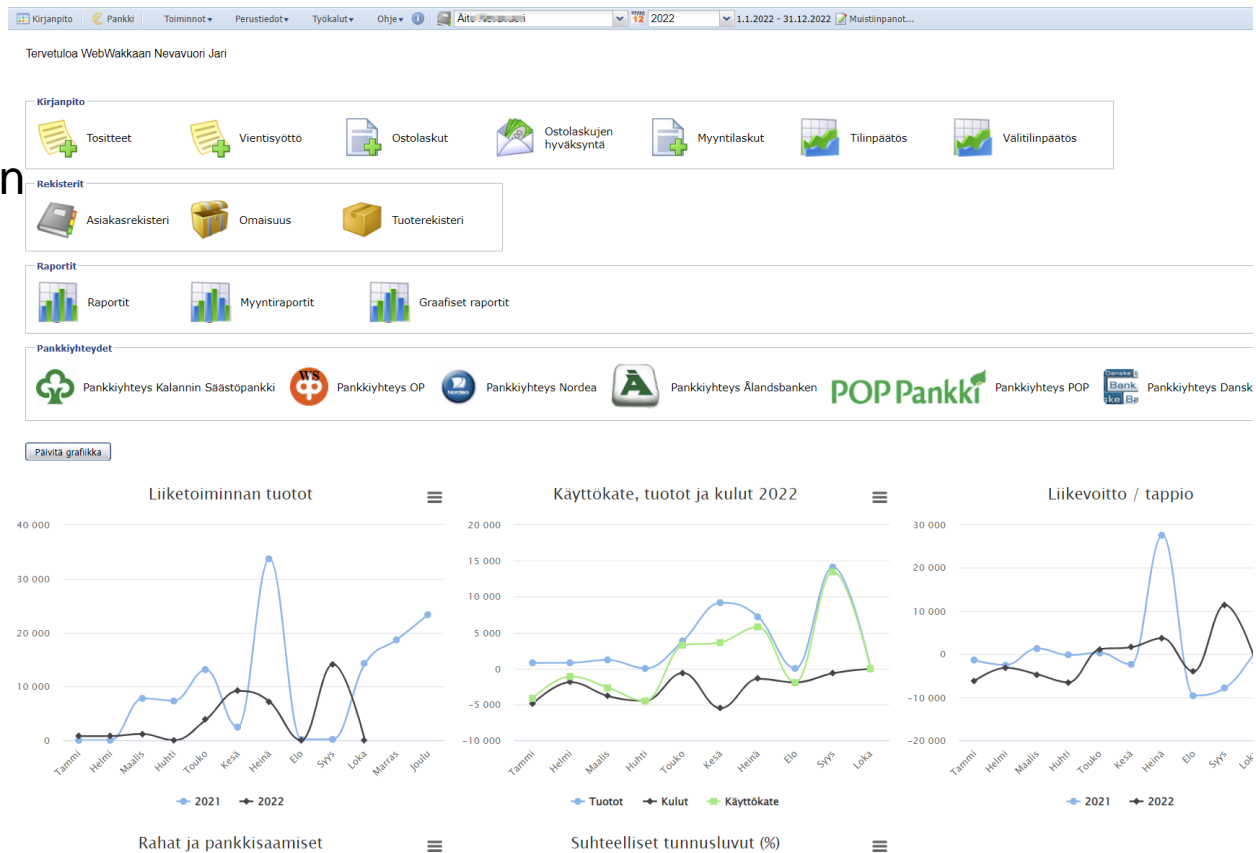 Kirjanpito Pankki Toiminnot Perustiedot Työkalut Ohje 2022 1.1.2022 - 31.12.2022 Muistiinpanot...
Tervetuloa WebWakkaan Nevavuori Jari
Kirjanpito
Tositteet Vientisyöttö Ostolaskut Ostolaskujen hyväksyntä Myyntilaskut Tilinpäätös Välitilinpäätös
n
Rekisterit
Asiakasrekisteri Omaisuus Tuoterekisteri
Raportit
Raportit Myyntiraportit Graafiset raportit
Pankkiyhteydet
Pankkiyhteys Kalannin Säästöpankki Pankkiyhteys OP Nordea Pankkiyhteys Nordea Pankkiyhteys Ålandsbanken POP Pankki Pankkiyhteys POP Bank Pankkiyhteys Danske
Päivitä grafiikka
Liiketoiminnan tuotot
40 000
30 000
20 000
10 000
0
Tammi Helmi Maalis Huhti Touko Kesä Heinä Elo Syys Loka Marras Joulu
2021 2022
Käyttökate, tuotot ja kulut 2022
20 000
15 000
10 000
5 000
0
−5 000
−10 000
Tammi Helmi Maalis Huhti Touko Kesä Heinä Elo Syys Loka
Tuotot Kulut Käyttökate
Liikevoitto / tappio
30 000
20 000
10 000
0
−10 000
−20 000
Tammi Helmi Maalis Huhti Touko Kesä Heinä Elo Syys
2021 2022
Rahat ja pankkisaamiset
Suhteelliset tunnusluvut (%)